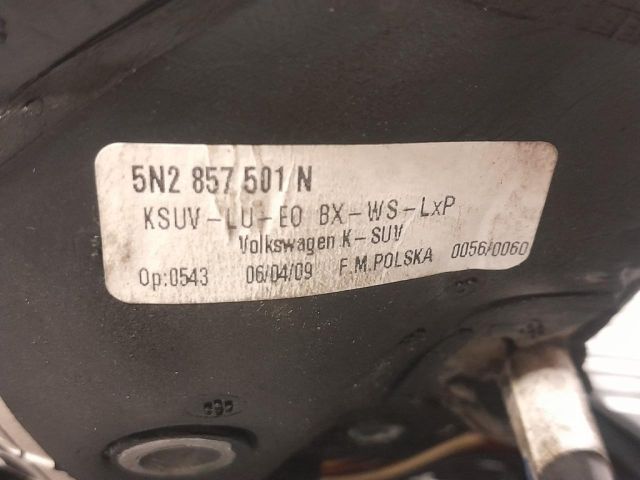 5N2 857 501 N
KSUV-LU-EO BX-WS-LxP
Volkswagen K-SUV
Op:0543 06/04/09 F.M.POLSKA 0056/0060